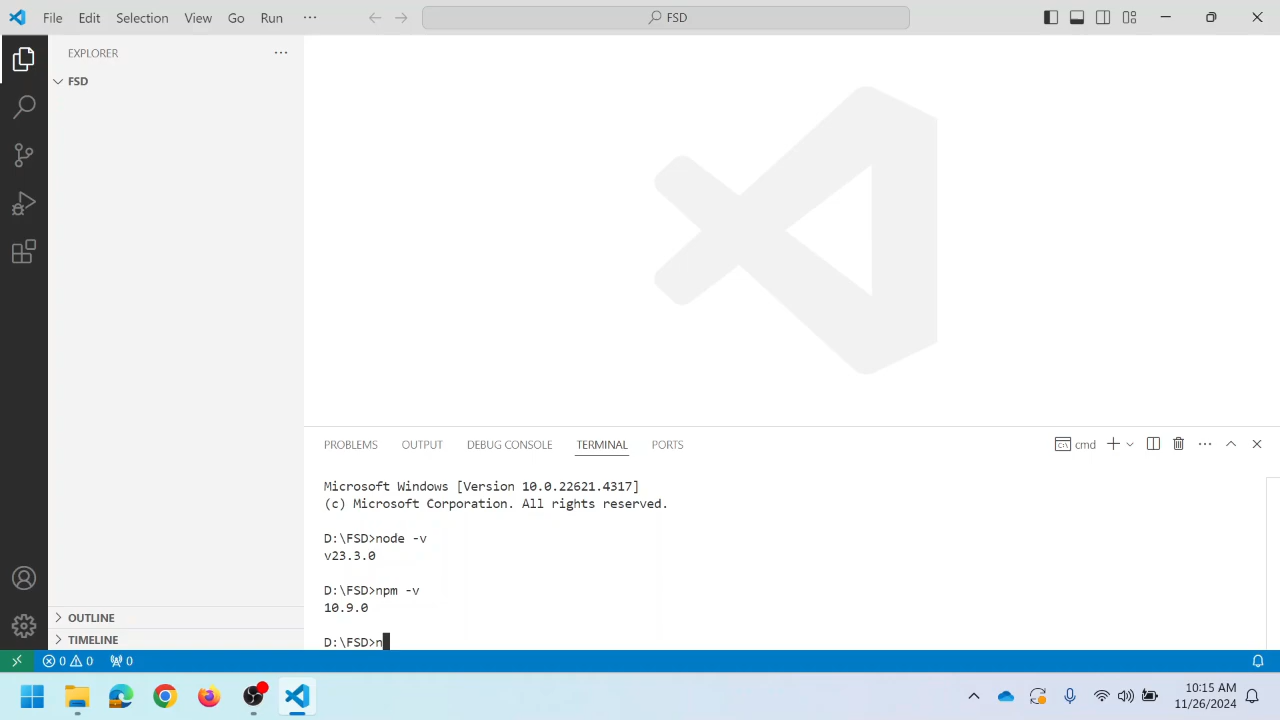 File Edit Selection View Go Run ··· FSD
EXPLORER ···
FSD
PROBLEMS OUTPUT DEBUG CONSOLE TERMINAL PORTS cmd
Microsoft Windows [Version 10.0.22621.4317]
(c) Microsoft Corporation. All rights reserved.
D:\FSD>node -v
v23.3.0
D:\FSD>npm -v
10.9.0
D:\FSD>n
OUTLINE
TIMELINE
0 0 0
10:15 AM
11/26/2024